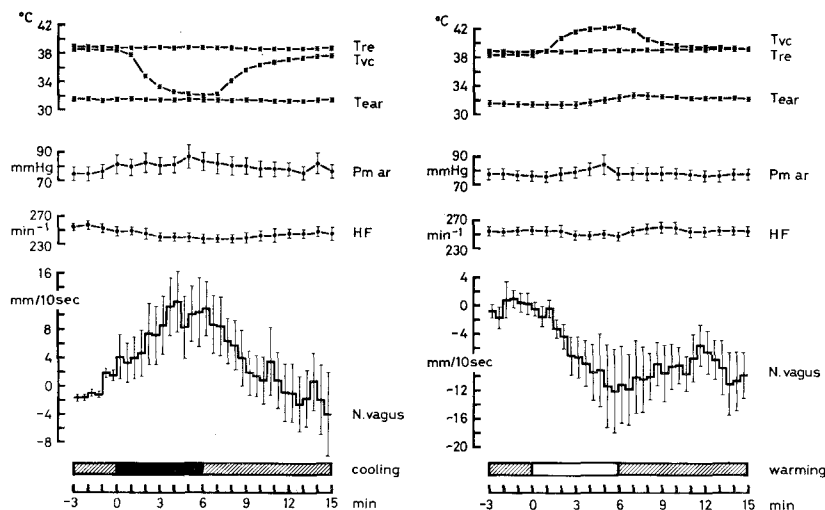 °C
42
38
34
32
30
Tre
Tvc
Tear
90
mmHg
70
Pm ar
270
min⁻¹
230
HF
16
mm/10sec
8
4
0
-4
-8
N.vagus
cooling
-3 0 3 6 9 12 15 min
°C
42
38
34
32
30
Tvc
Tre
Tear
90
mmHg
70
Pm ar
270
min⁻¹
230
HF
4
0
-4
mm/10sec
-12
-16
-20
N.vagus
warming
-3 0 3 6 9 12 15 min